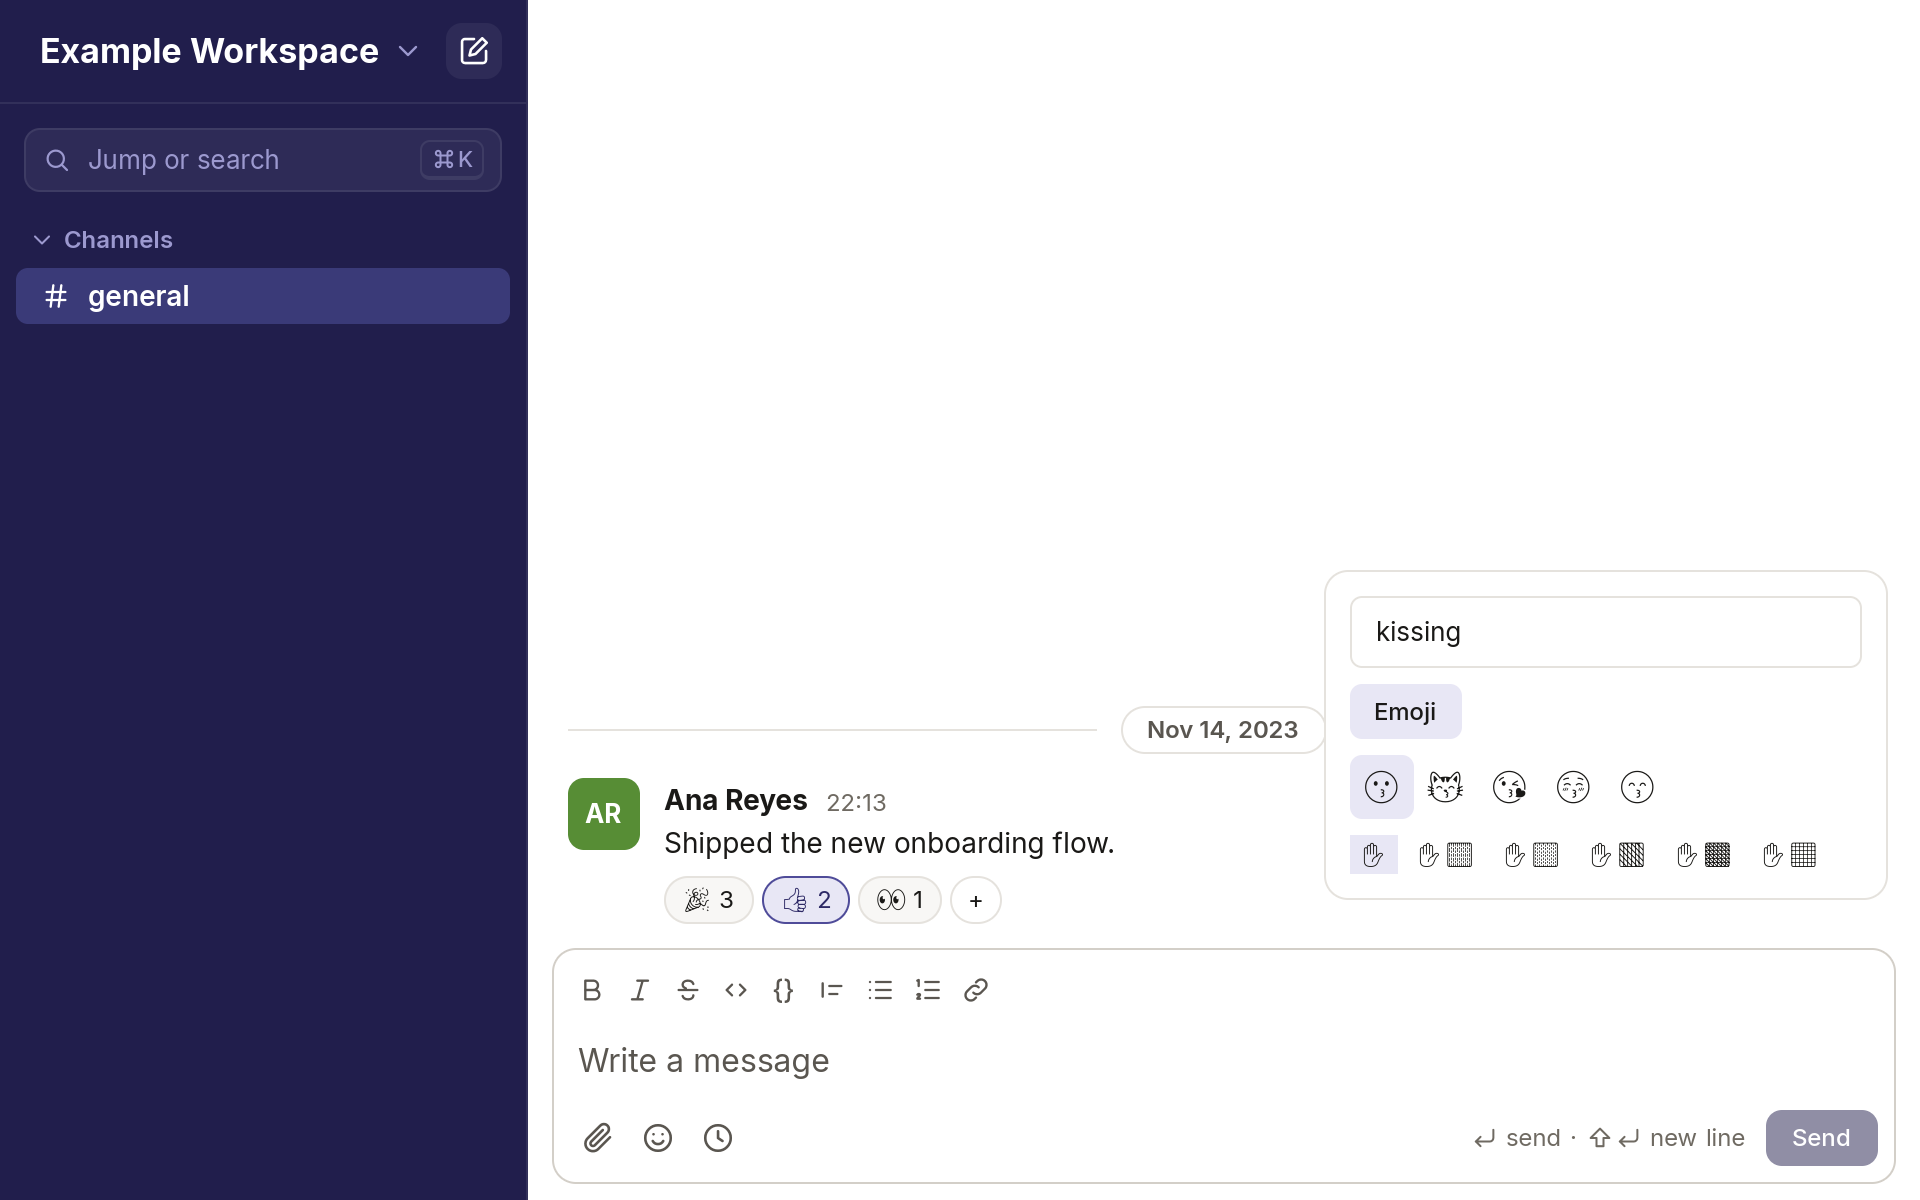 Example Workspace
Jump or search
⌘K
Channels
# general
kissing
Emoji
Nov 14, 2023
AR
Ana Reyes 22:13
Shipped the new onboarding flow.
🎉 3 👍 2 👀 1 +
Write a message
send · new line
Send